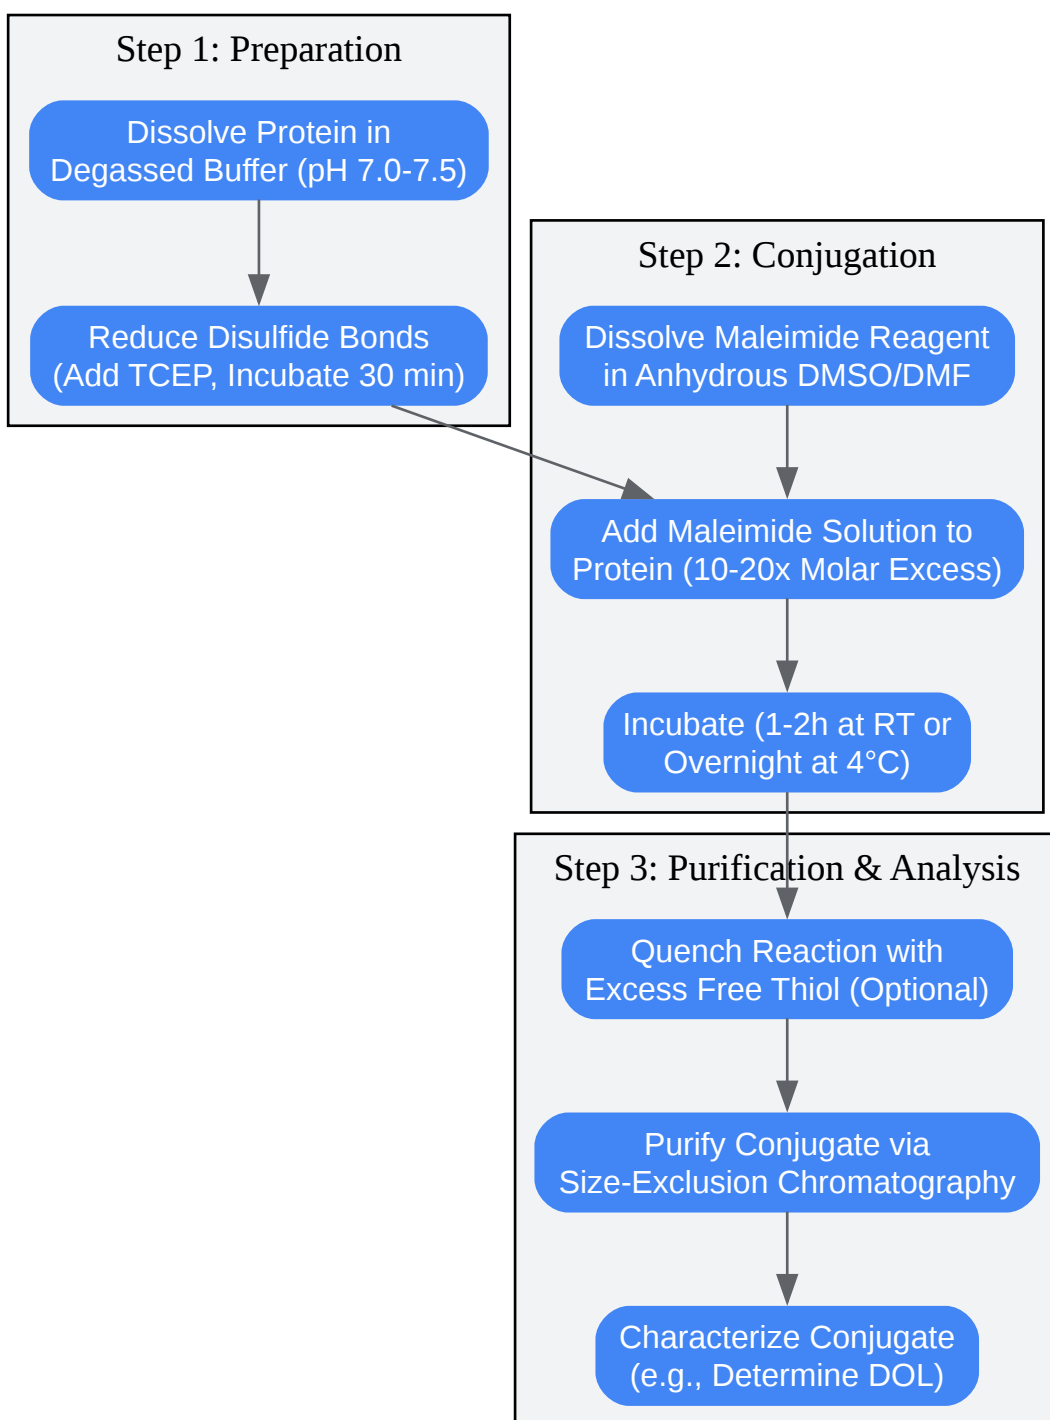 Step 1: Preparation
Dissolve Protein in
Degassed Buffer (pH 7.0-7.5)
Reduce Disulfide Bonds
(Add TCEP, Incubate 30 min)
Step 2: Conjugation
Dissolve Maleimide Reagent
in Anhydrous DMSO/DMF
Add Maleimide Solution to
Protein (10-20x Molar Excess)
Incubate (1-2h at RT or
Overnight at 4°C)
Step 3: Purification & Analysis
Quench Reaction with
Excess Free Thiol (Optional)
Purify Conjugate via
Size-Exclusion Chromatography
Characterize Conjugate
(e.g., Determine DOL)